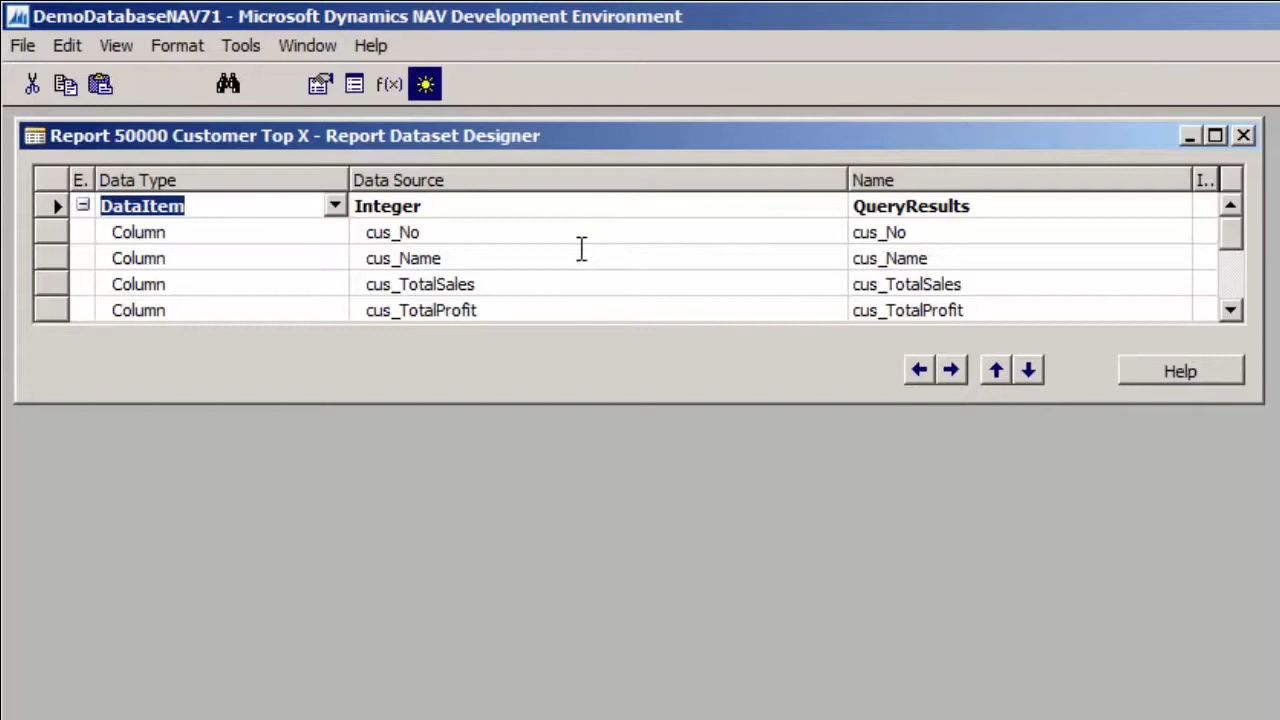 DemoDatabaseNAV71 - Microsoft Dynamics NAV Development Environment
File Edit View Format Tools Window Help
f(x)
Report 50000 Customer Top X - Report Dataset Designer
E. Data Type Data Source Name I..
DataItem Integer QueryResults
Column cus_No cus_No
Column cus_Name cus_Name
Column cus_TotalSales cus_TotalSales
Column cus_TotalProfit cus_TotalProfit
Help